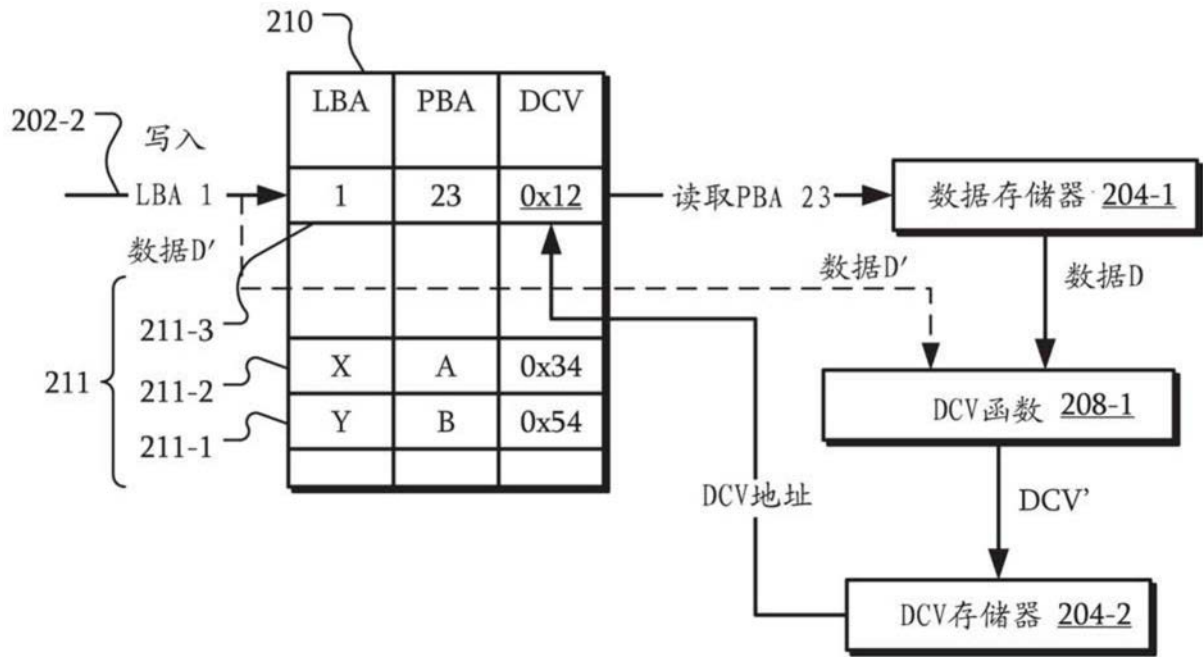 210
LBA PBA DCV
202-2
写入
LBA 1
1 23 0x12
读取PBA 23
数据存储器 204-1
数据D′
数据D′
数据D
211-3
211
211-2
X A 0x34
211-1
Y B 0x54
DCV函数 208-1
DCV地址
DCV'
DCV存储器 204-2